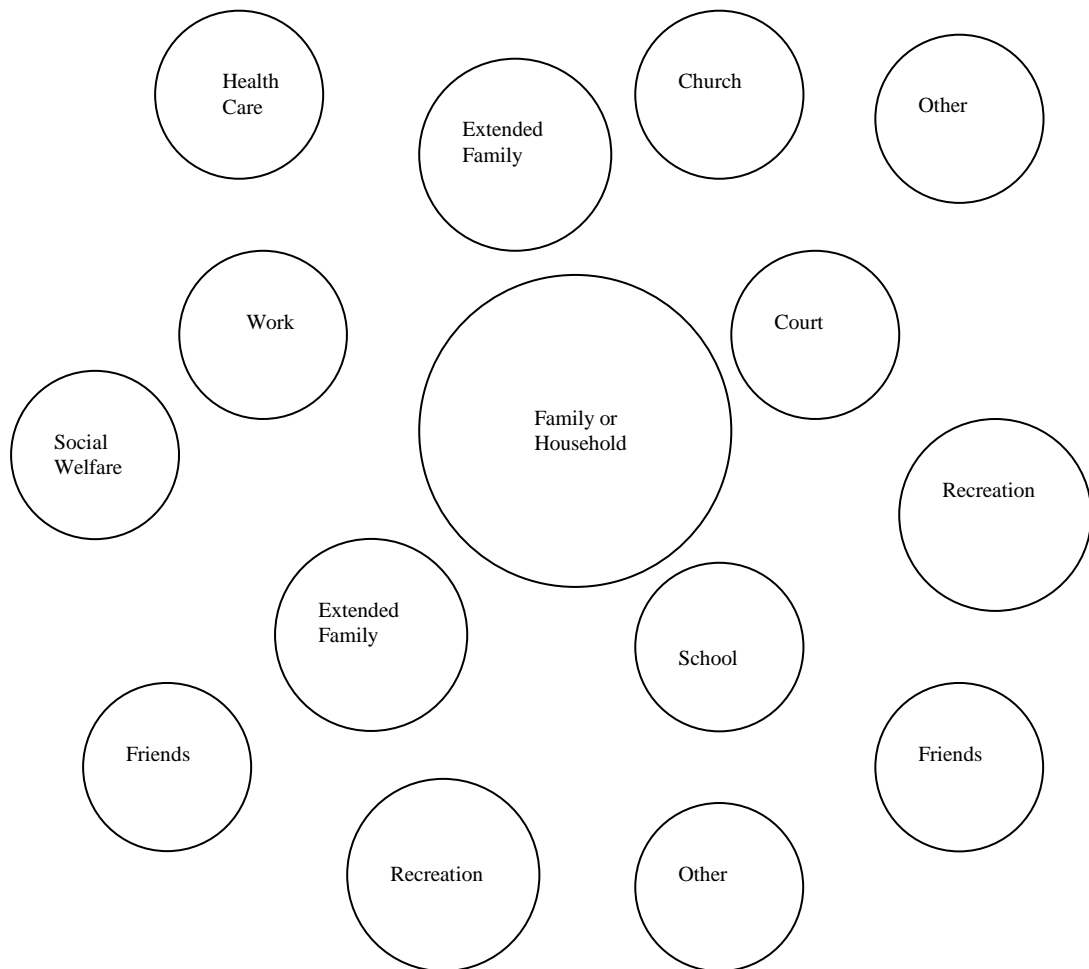 Health
Care
Church
Other
Extended
Family
Work
Court
Family or
Household
Social
Welfare
Recreation
Extended
Family
School
Friends
Friends
Recreation
Other